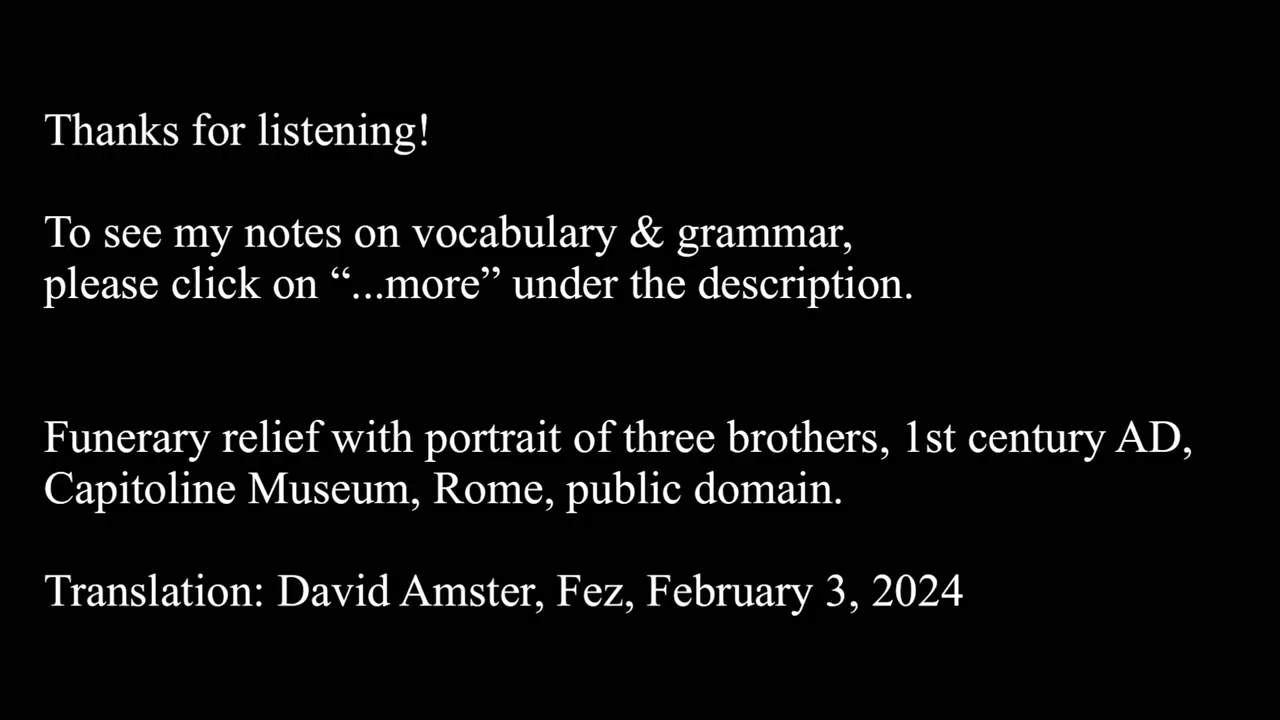 Thanks for listening!
To see my notes on vocabulary & grammar,
please click on “...more” under the description.
Funerary relief with portrait of three brothers, 1st century AD,
Capitoline Museum, Rome, public domain.
Translation: David Amster, Fez, February 3, 2024